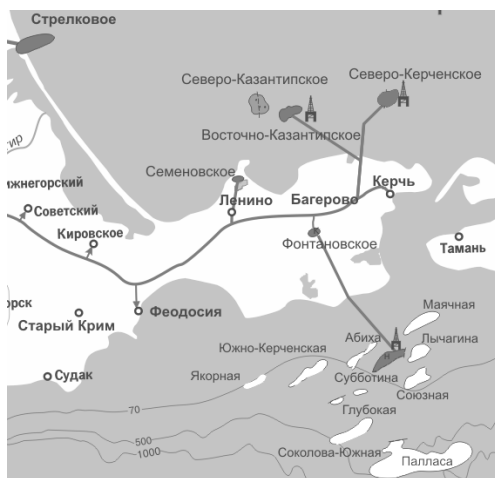 Стрелковое
Северо-Казантипское
Северо-Керченское
Восточно-Казантипское
Семеновское
Ленино
Багерово
Керчь
Советский
Кировское
Фонтановское
Тамань
Феодосия
Старый Крим
Судак
Маячная
Абиха
Лычагина
Южно-Керченская
Якорная
Субботина
Союзная
Глубокая
Соколова-Южная
Палласа
70
500
1000